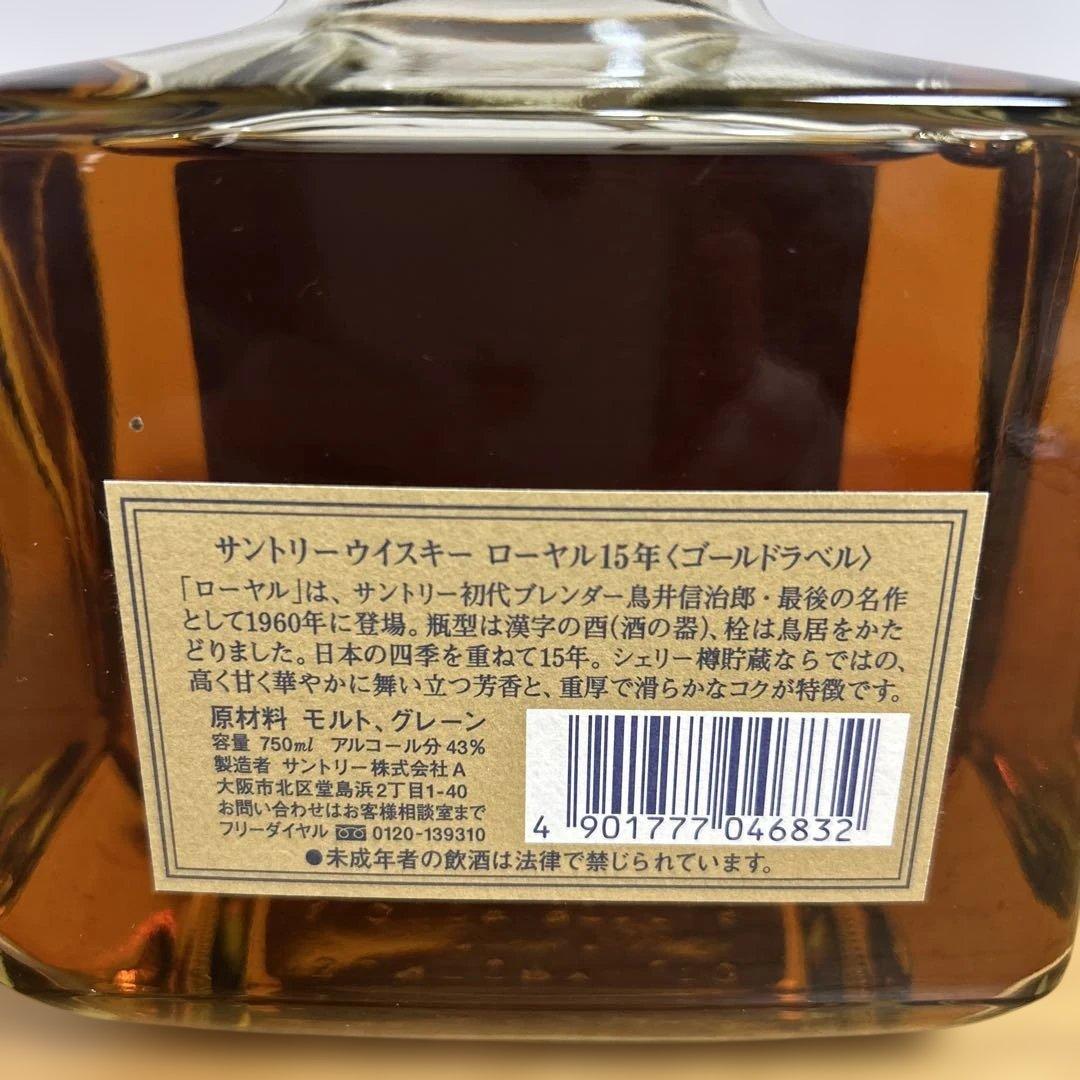 サントリーウイスキー ローヤル15年〈ゴールドラベル〉
「ローヤル」は、サントリー初代ブレンダー鳥井信治郎・最後の名作
として1960年に登場。瓶型は漢字の酉(酒の器)、栓は鳥居をかた
どりました。日本の四季を重ねて15年。シェリー樽貯蔵ならではの、
高く甘く華やかに舞い立つ芳香と、重厚で滑らかなコクが特徴です。
原材料 モルト、グレーン
容量 750ml アルコール分43%
製造者 サントリー株式会社A
大阪市北区堂島浜2丁目1-40
お問い合わせはお客様相談室まで
フリーダイヤル 0120-139310
4 901777 046832
●未成年者の飲酒は法律で禁じられています。